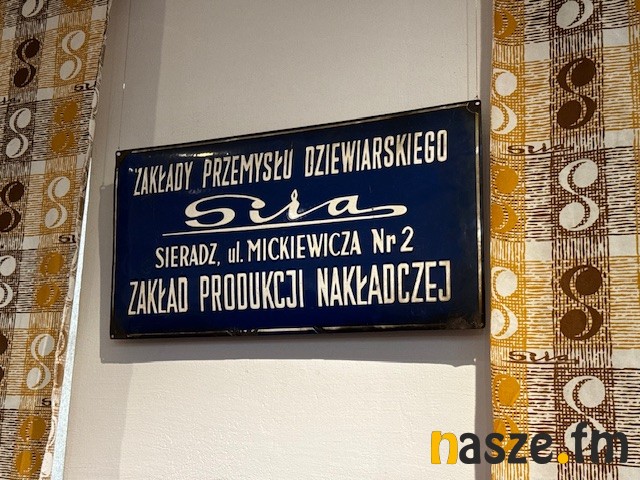 ZAKŁADY PRZEMYSŁU DZIEWIARSKIEGO
Sira
SIERADZ, ul. MICKIEWICZA Nr 2
ZAKŁAD PRODUKCJI NAKŁADCZEJ
nasze.fm